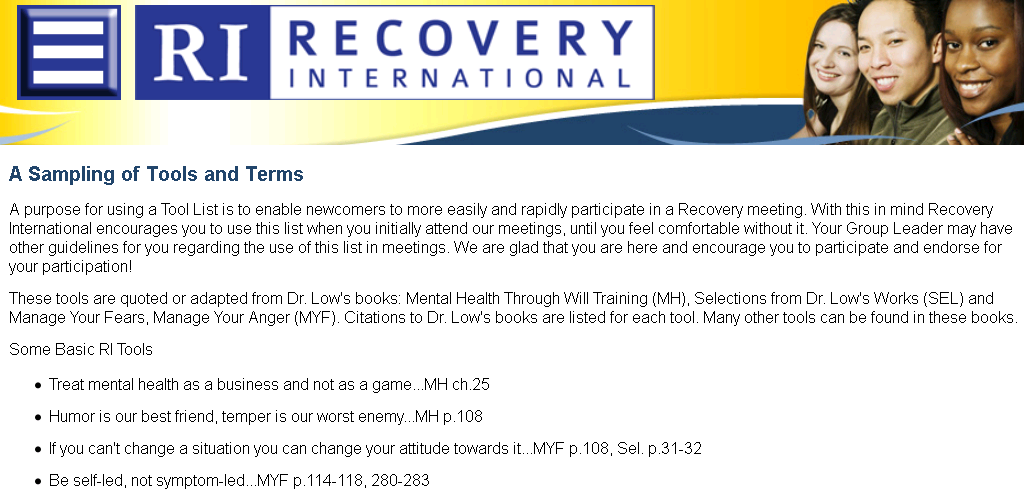 RI RECOVERY
INTERNATIONAL
A Sampling of Tools and Terms
A purpose for using a Tool List is to enable newcomers to more easily and rapidly participate in a Recovery meeting. With this in mind Recovery
International encourages you to use this list when you initially attend our meetings, until you feel comfortable without it. Your Group Leader may have
other guidelines for you regarding the use of this list in meetings. We are glad that you are here and encourage you to participate and endorse for
your participation!
These tools are quoted or adapted from Dr. Low's books: Mental Health Through Will Training (MH), Selections from Dr. Low's Works (SEL) and
Manage Your Fears, Manage Your Anger (MYF). Citations to Dr. Low's books are listed for each tool. Many other tools can be found in these books.
Some Basic RI Tools
• Treat mental health as a business and not as a game...MH ch.25
• Humor is our best friend, temper is our worst enemy...MH p.108
• If you can't change a situation you can change your attitude towards it...MYF p.108, Sel. p.31-32
• Be self-led, not symptom-led...MYF p.114-118, 280-283